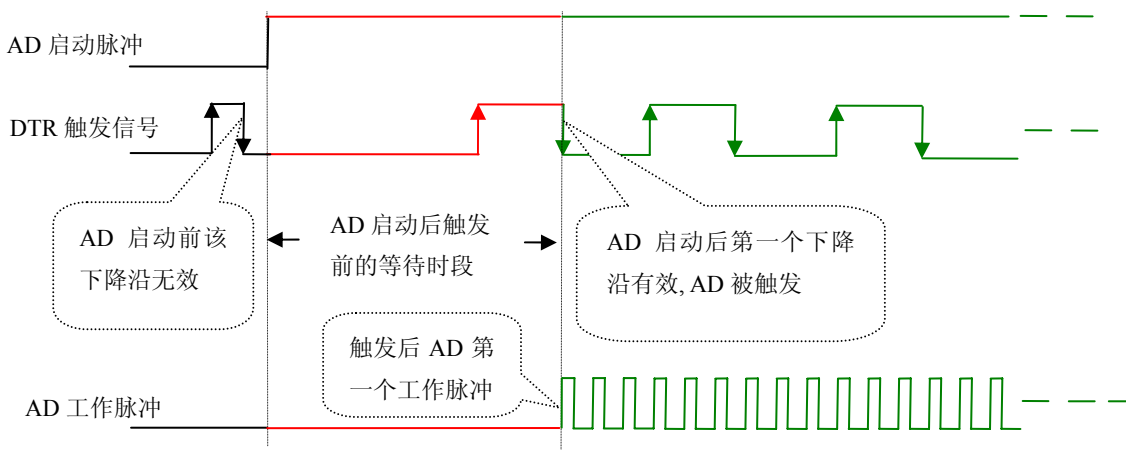 AD 启动脉冲
DTR 触发信号
AD 启动前该
下降沿无效
AD 启动后触发
前的等待时段
AD 启动后第一个下降
沿有效, AD 被触发
触发后 AD 第
一个工作脉冲
AD 工作脉冲